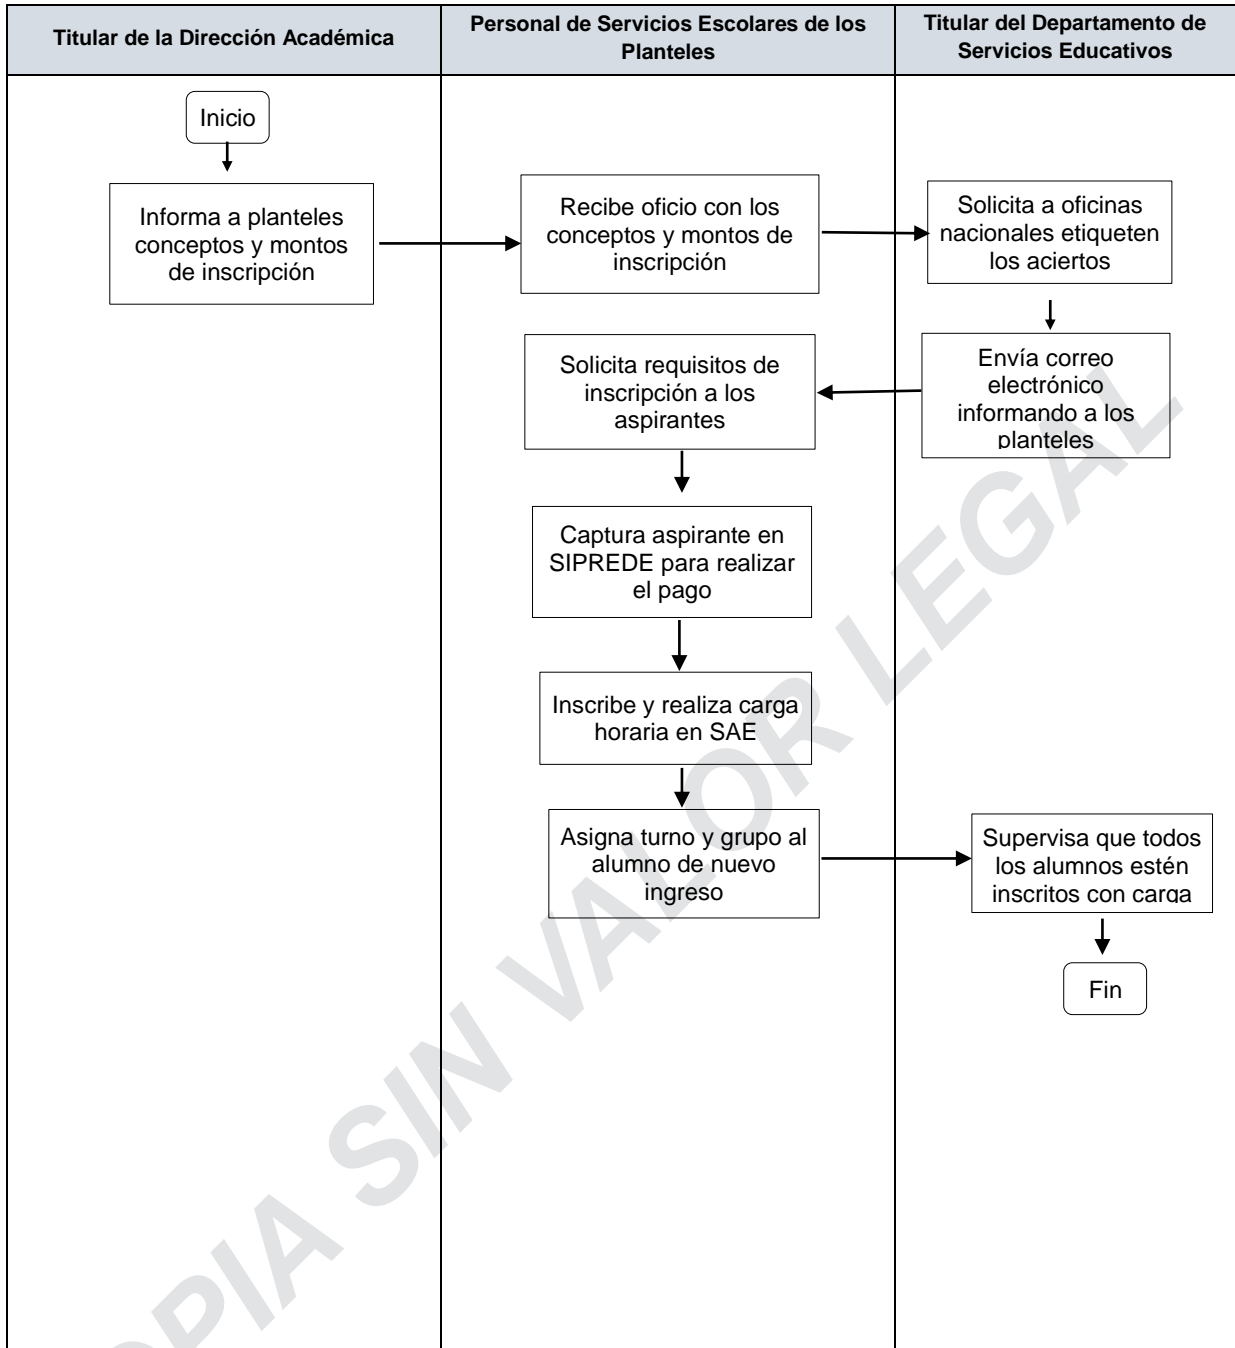 Titular de la Dirección Académica
Personal de Servicios Escolares de los
Planteles
Titular del Departamento de
Servicios Educativos
Inicio
Informa a planteles
conceptos y montos
de inscripción
Recibe oficio con los
conceptos y montos de
inscripción
Solicita a oficinas
nacionales etiqueten
los aciertos
Envía correo
electrónico
informando a los
planteles
Solicita requisitos de
inscripción a los
aspirantes
Captura aspirante en
SIPREDE para realizar
el pago
Inscribe y realiza carga
horaria en SAE
Asigna turno y grupo al
alumno de nuevo
ingreso
Supervisa que todos
los alumnos estén
inscritos con carga
Fin
OPIA SIN VALOR LEGAL